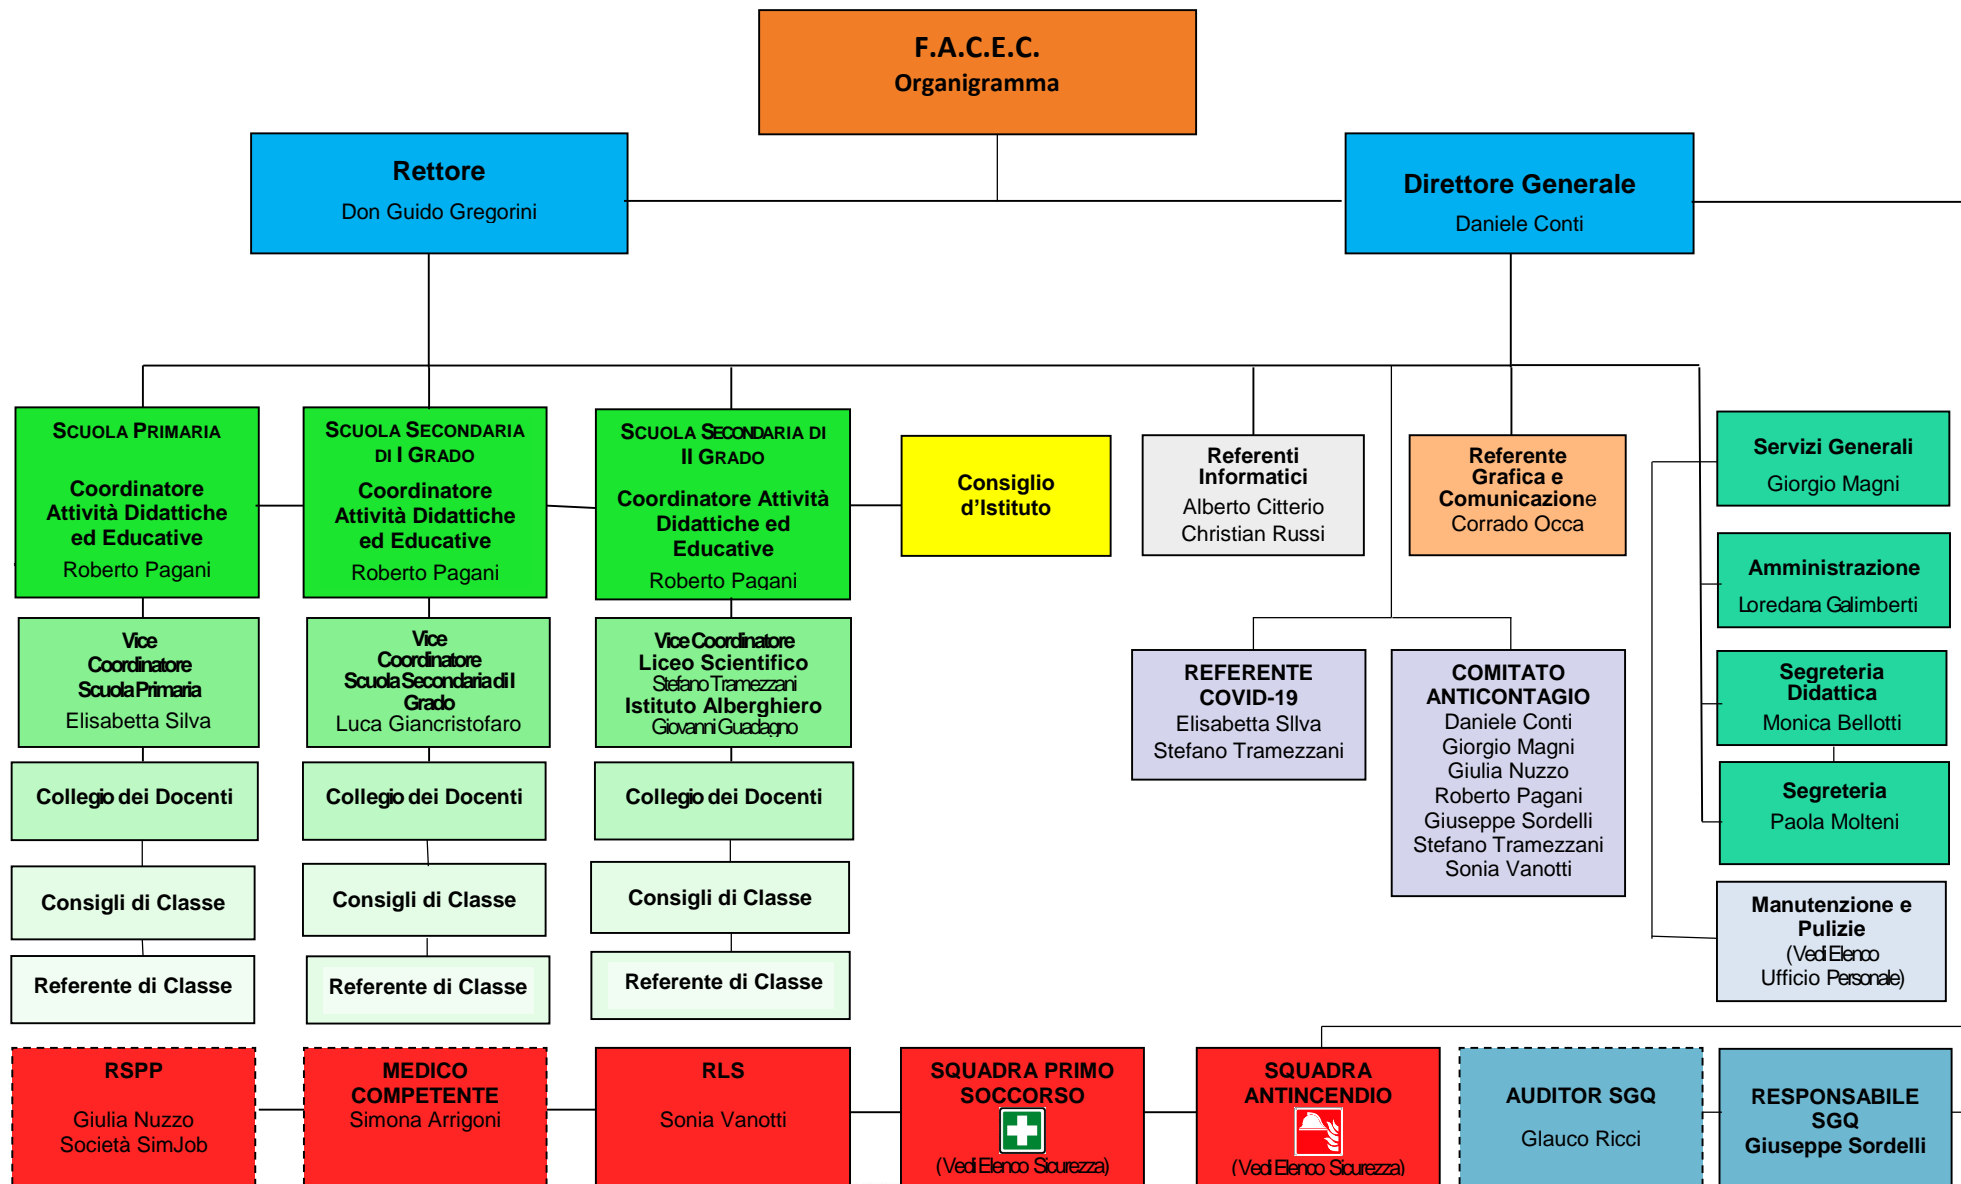 F.A.C.E.C.
Organigramma
Rettore
Don Guido Gregorini
Direttore Generale
Daniele Conti
SCUOLA PRIMARIA
Coordinatore
Attività Didattiche
ed Educative
Roberto Pagani
SCUOLA SECONDARIA
DI I GRADO
Coordinatore
Attività Didattiche
ed Educative
Roberto Pagani
SCUOLA SECONDARIA DI
II GRADO
Coordinatore Attività
Didattiche ed
Educative
Roberto Pagani
Consiglio
d'Istituto
Referenti
Informatici
Alberto Citterio
Christian Russi
Referente
Grafica e
Comunicazione
Corrado Occa
Servizi Generali
Giorgio Magni
Amministrazione
Loredana Galimberti
Segreteria
Didattica
Monica Bellotti
Segreteria
Paola Molteni
Manutenzione e
Pulizie
(Vedi Elenco
Ufficio Personale)
Vice
Coordinatore
Scuola Primaria
Elisabetta Silva
Vice
Coordinatore
Scuola Secondaria di I
Grado
Luca Giancristofaro
Vice Coordinatore
Liceo Scientifico
Stefano Tramezzani
Istituto Alberghiero
Giovanni Guadagno
REFERENTE
COVID-19
Elisabetta SIlva
Stefano Tramezzani
COMITATO
ANTICONTAGIO
Daniele Conti
Giorgio Magni
Giulia Nuzzo
Roberto Pagani
Giuseppe Sordelli
Stefano Tramezzani
Sonia Vanotti
Collegio dei Docenti
Collegio dei Docenti
Collegio dei Docenti
Consigli di Classe
Consigli di Classe
Consigli di Classe
Referente di Classe
Referente di Classe
Referente di Classe
RSPP
Giulia Nuzzo
Società SimJob
MEDICO
COMPETENTE
Simona Arrigoni
RLS
Sonia Vanotti
SQUADRA PRIMO
SOCCORSO
(Vedi Elenco Sicurezza)
SQUADRA
ANTINCENDIO
(Vedi Elenco Sicurezza)
AUDITOR SGQ
Glauco Ricci
RESPONSABILE
SGQ
Giuseppe Sordelli